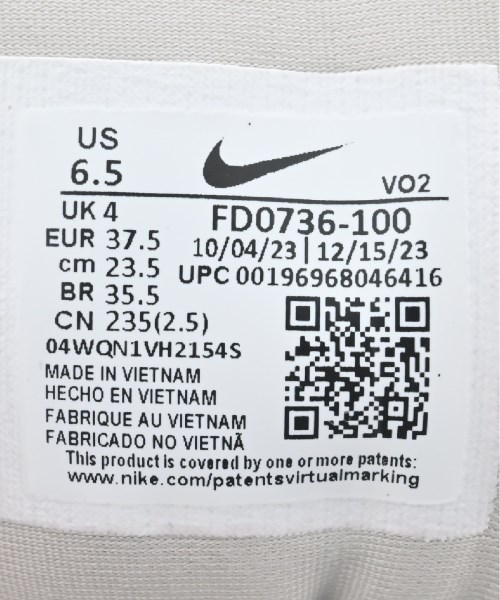 US
6.5
VO2
UK 4
FD0736-100
EUR 37.5
10/04/23 | 12/15/23
cm 23.5
UPC 00196968046416
BR 35.5
CN 235(2.5)
04WQN1VH2154S
MADE IN VIETNAM
HECHO EN VIETNAM
FABRIQUE AU VIETNAM
FABRICADO NO VIETNÃ
This product is covered by one or more patents:
www.nike.com/patentsvirtualmarking